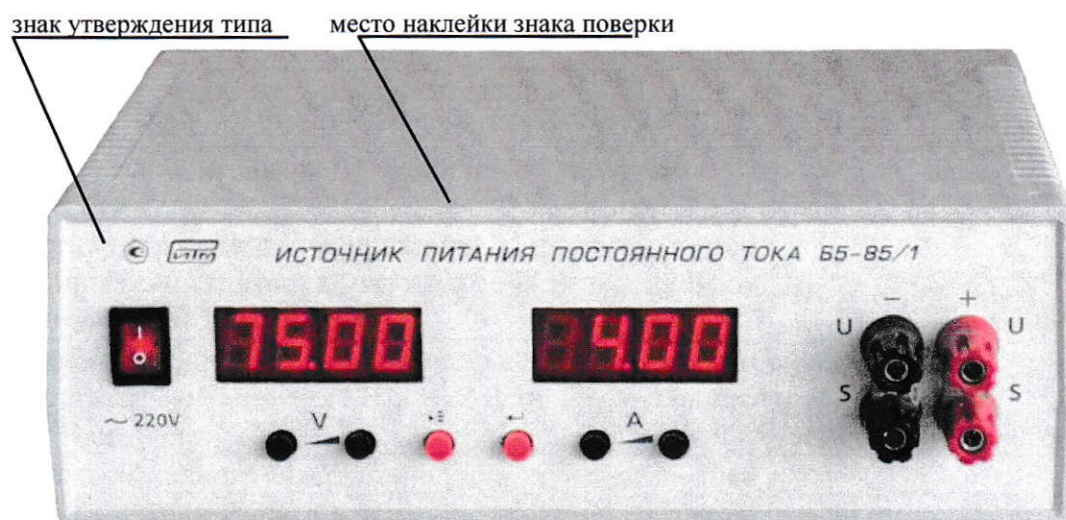 знак утверждения типа
место наклейки знака поверки
ИСТОЧНИК ПИТАНИЯ ПОСТОЯННОГО ТОКА Б5-85/1
75.00
4.00
- +
U U
S S
~ 220V
V
A
I
O